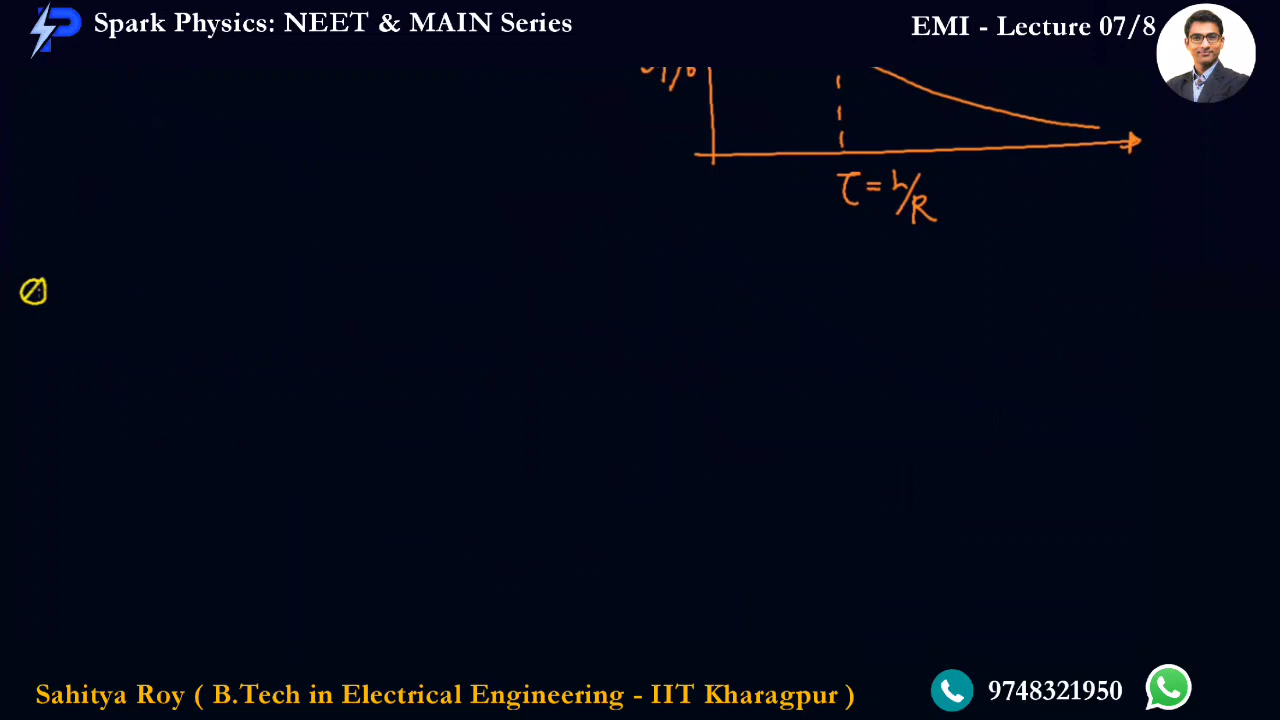 Spark Physics: NEET & MAIN Series
EMI - Lecture 07/8
τ = L/R
Sahitya Roy ( B.Tech in Electrical Engineering - IIT Kharagpur )
9748321950